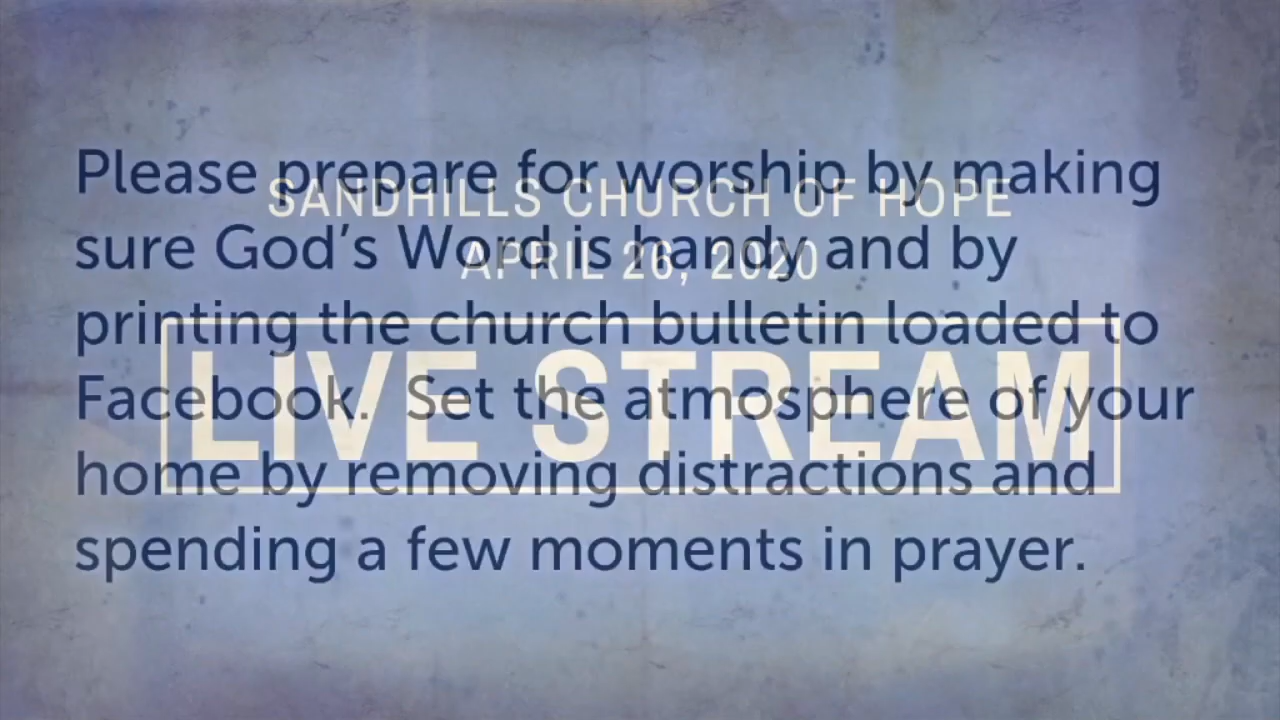 Please prepare for worship by making
SANDHILLS CHURCH OF HOPE
sure God's Word is handy and by
APRIL 26, 2020
printing the church bulletin loaded to
Facebook. Set the atmosphere of your
LIVE STREAM
home by removing distractions and
spending a few moments in prayer.